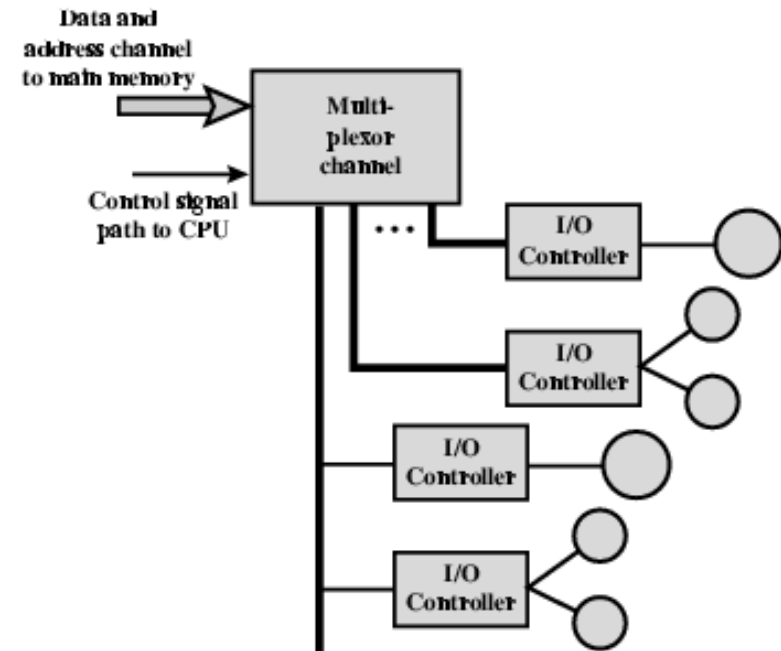 Data and
address channel
to main memory
Multi-
plexor
channel
Control signal
path to CPU
...
I/O
Controller
I/O
Controller
I/O
Controller
I/O
Controller